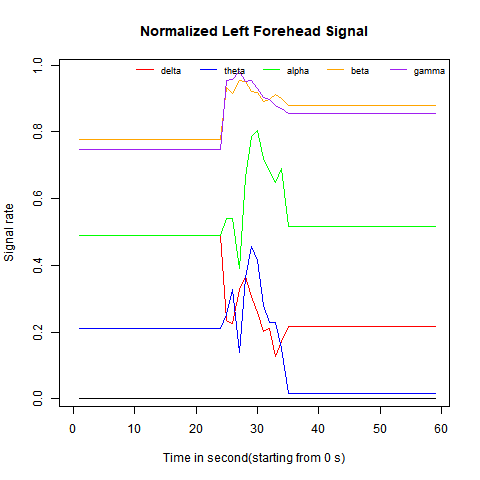 Normalized Left Forehead Signal
delta theta alpha beta gamma
Signal rate
1.0
0.8
0.6
0.4
0.2
0.0
0 10 20 30 40 50 60
Time in second(starting from 0 s)